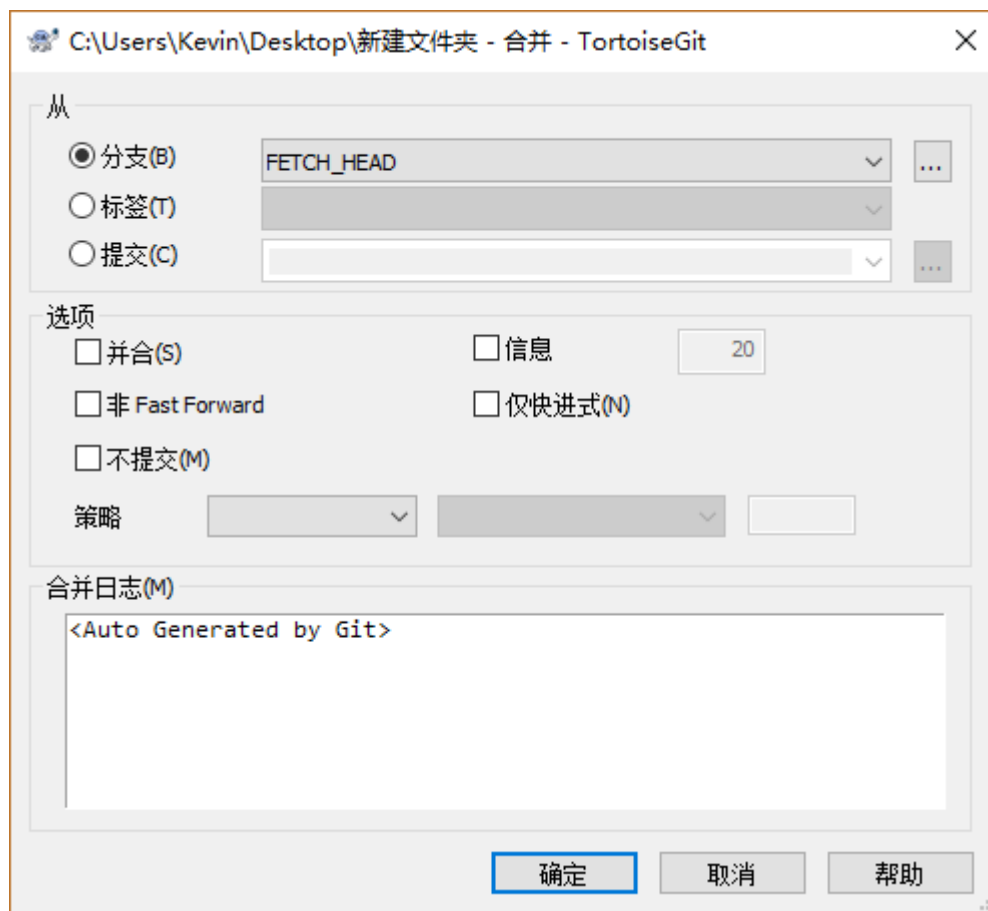 C:\Users\Kevin\Desktop\新建文件夹 - 合并 - TortoiseGit
从
分支(B) FETCH_HEAD ...
标签(T)
提交(C) ...
选项
并合(S) 信息 20
非 Fast Forward 仅快进式(N)
不提交(M)
策略
合并日志(M)
<Auto Generated by Git>
确定 取消 帮助